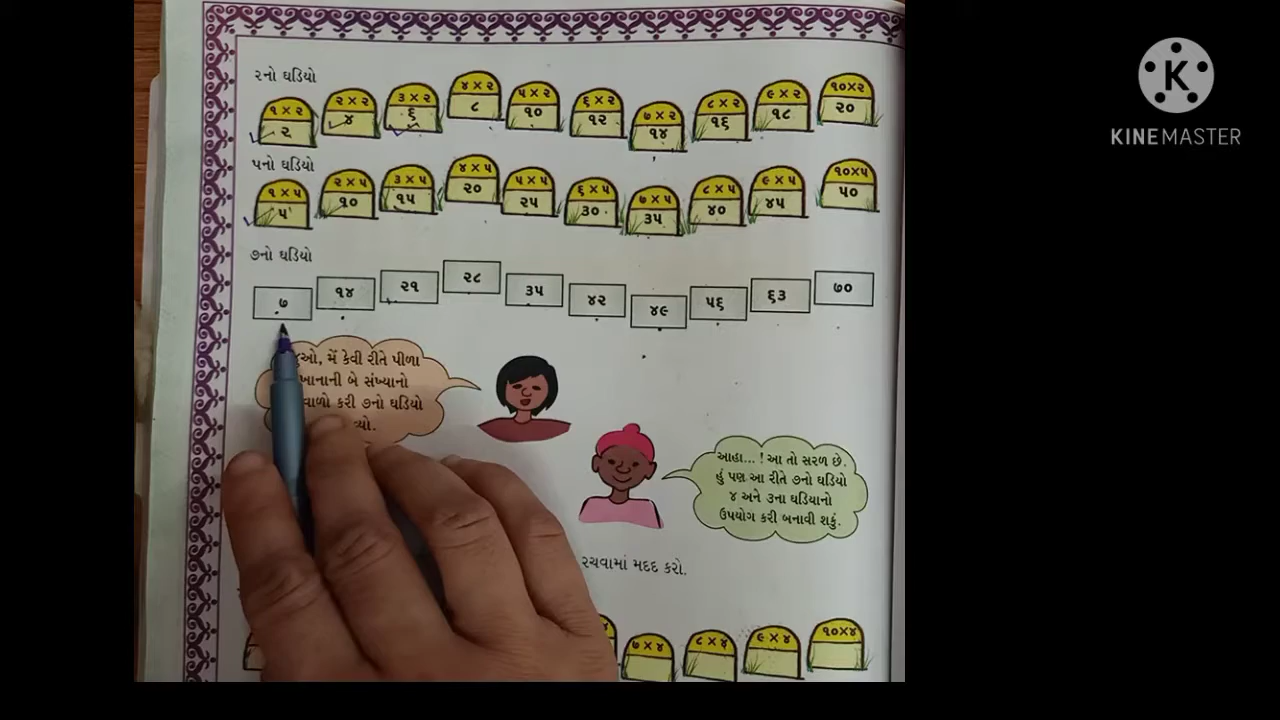 ૨નો ઘડિયો
૧ × ૨ ૨ × ૨ ૩ × ૨ ૪ × ૨ ૫ × ૨ ૬ × ૨ ૭ × ૨ ૮ × ૨ ૯ × ૨ ૧૦×૨
૨ ૪ ૬ ૮ ૧૦ ૧૨ ૧૪ ૧૬ ૧૮ ૨૦
૫નો ઘડિયો
૧ × ૫ ૨ × ૫ ૩ × ૫ ૪ × ૫ ૫ × ૫ ૬ × ૫ ૭ × ૫ ૮ × ૫ ૯ × ૫ ૧૦×૫
૫ ૧૦ ૧૫ ૨૦ ૨૫ ૩૦ ૩૫ ૪૦ ૪૫ ૫૦
૭નો ઘડિયો
૭ ૧૪ ૨૧ ૨૮ ૩૫ ૪૨ ૪૯ ૫૬ ૬૩ ૭૦
મેં કેવી રીતે પીળા
ખાનાની બે સંખ્યાનો
કરી ૭નો ઘડિયો
આહા... ! આ તો સરળ છે.
હું પણ આ રીતે ૭નો ઘડિયો
૪ અને ૩ના ઘડિયાનો
ઉપયોગ કરી બનાવી શકું.
રચવામાં મદદ કરો.
૭ × ૪ ૮ × ૪ ૯ × ૪ ૧૦×૪
KINEMASTER